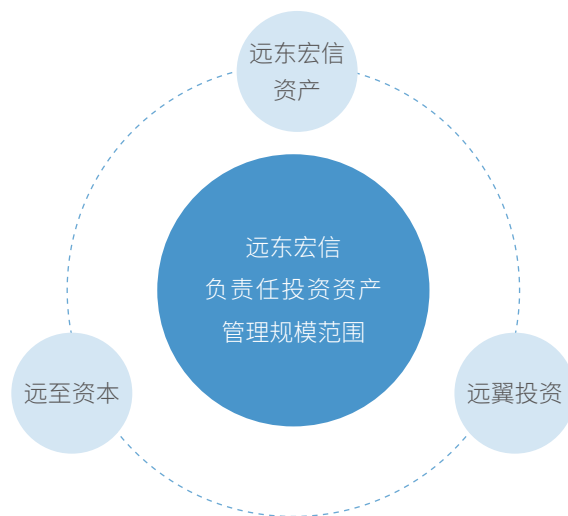 远东宏信
资产
远东宏信
负责任投资资产
管理规模范围
远至资本
远翼投资